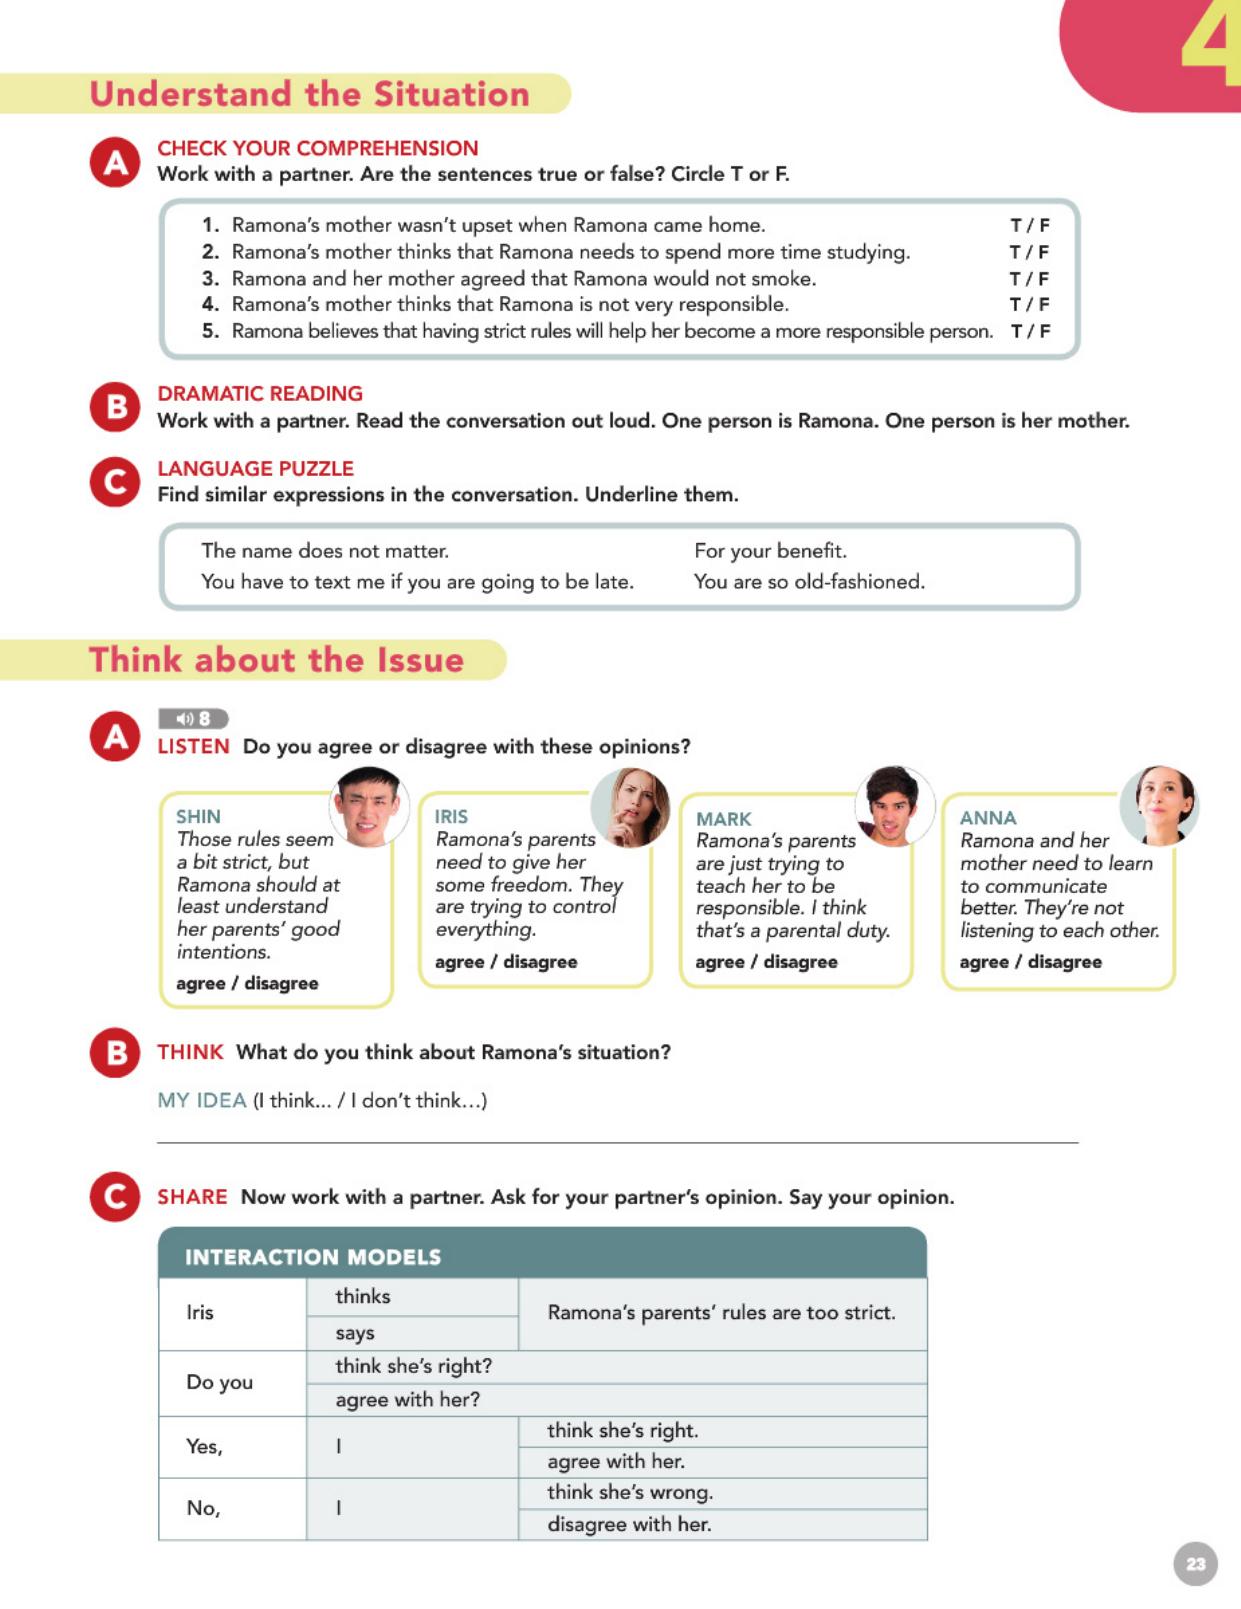 4
Understand the Situation
A
CHECK YOUR COMPREHENSION
Work with a partner. Are the sentences true or false? Circle T or F.
1. Ramona's mother wasn't upset when Ramona came home. T / F
2. Ramona's mother thinks that Ramona needs to spend more time studying. T / F
3. Ramona and her mother agreed that Ramona would not smoke. T / F
4. Ramona's mother thinks that Ramona is not very responsible. T / F
5. Ramona believes that having strict rules will help her become a more responsible person. T / F
B
DRAMATIC READING
Work with a partner. Read the conversation out loud. One person is Ramona. One person is her mother.
C
LANGUAGE PUZZLE
Find similar expressions in the conversation. Underline them.
The name does not matter. For your benefit.
You have to text me if you are going to be late. You are so old-fashioned.
Think about the Issue
8
A
LISTEN Do you agree or disagree with these opinions?
SHIN
Those rules seem
a bit strict, but
Ramona should at
least understand
her parents' good
intentions.
agree / disagree
IRIS
Ramona's parents
need to give her
some freedom. They
are trying to control
everything.
agree / disagree
MARK
Ramona's parents
are just trying to
teach her to be
responsible. I think
that's a parental duty.
agree / disagree
ANNA
Ramona and her
mother need to learn
to communicate
better. They're not
listening to each other.
agree / disagree
B
THINK What do you think about Ramona's situation?
MY IDEA (I think... / I don't think…)
C
SHARE Now work with a partner. Ask for your partner's opinion. Say your opinion.
INTERACTION MODELS
Iris
thinks
says
Ramona's parents' rules are too strict.
Do you
think she's right?
agree with her?
Yes,
I
think she's right.
agree with her.
No,
I
think she's wrong.
disagree with her.
23